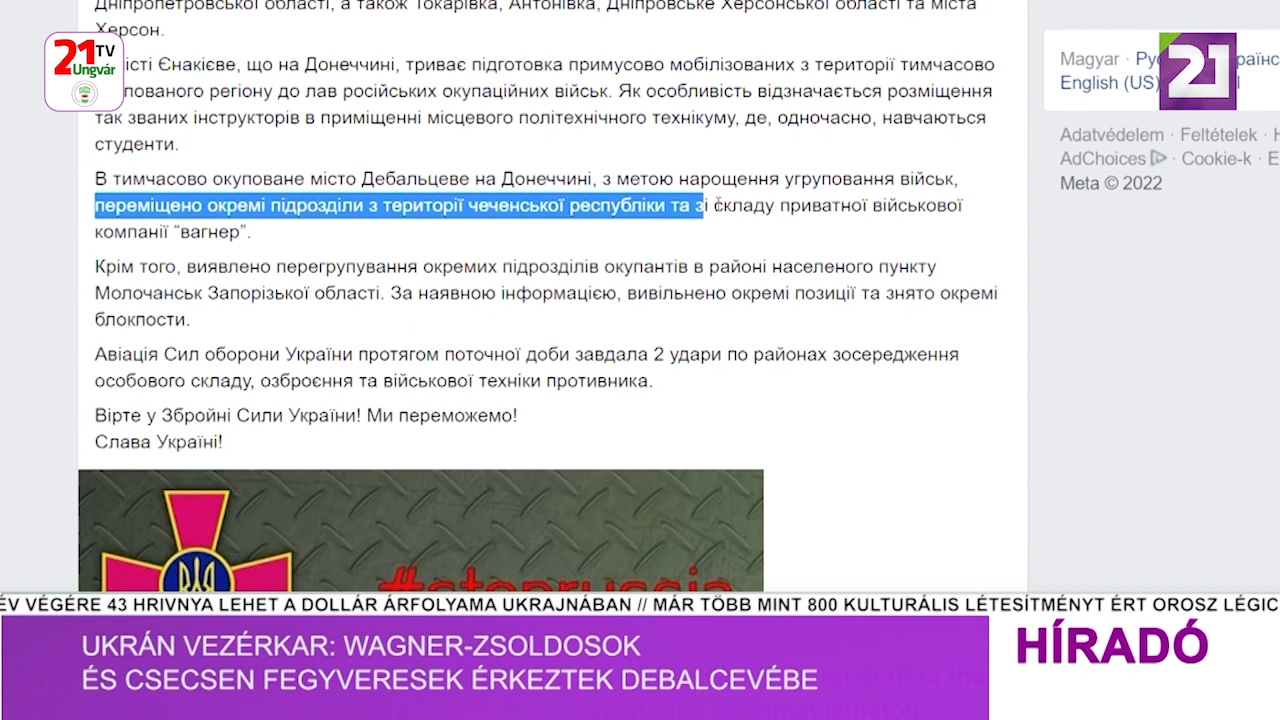 Дніпропетровської області, а також Токарівка, Антонівка, Дніпровське Херсонської області та міста
Херсон.
місті Єнакієве, що на Донеччині, триває підготовка примусово мобілізованих з території тимчасово
регіону до лав російських окупаційних військ. Як особливість відзначається розміщення
так званих інструкторів в приміщенні місцевого політехнічного технікуму, де, одночасно, навчаються
студенти.
В тимчасово окуповане місто Дебальцеве на Донеччині, з метою нарощення угруповання військ,
переміщено окремі підрозділи з території чеченської республіки та зі складу приватної військової
компанії “вагнер”.
Крім того, виявлено перегрупування окремих підрозділів окупантів в районі населеного пункту
Молочанськ Запорізької області. За наявною інформацією, вивільнено окремі позиції та знято окремі
блокпости.
Авіація Сил оборони України протягом поточної доби завдала 2 удари по районах зосередження
особового складу, озброєння та військової техніки противника.
Вірте у Збройні Сили України! Ми переможемо!
Слава Україні!
#stoprussia
21 TV
Ungvár
21
Magyar ·
English (US)
Adatvédelem · Feltételek ·
AdChoices · Cookie-k ·
Meta © 2022
ÉV VÉGÉRE 43 HRIVNYA LEHET A DOLLÁR ÁRFOLYAMA UKRAJNÁBAN // MÁR TÖBB MINT 800 KULTURÁLIS LÉTESÍTMÉNYT ÉRT OROSZ LÉGIC
UKRÁN VEZÉRKAR: WAGNER-ZSOLDOSOK
ÉS CSECSEN FEGYVERESEK ÉRKEZTEK DEBALCEVÉBE
HÍRADÓ